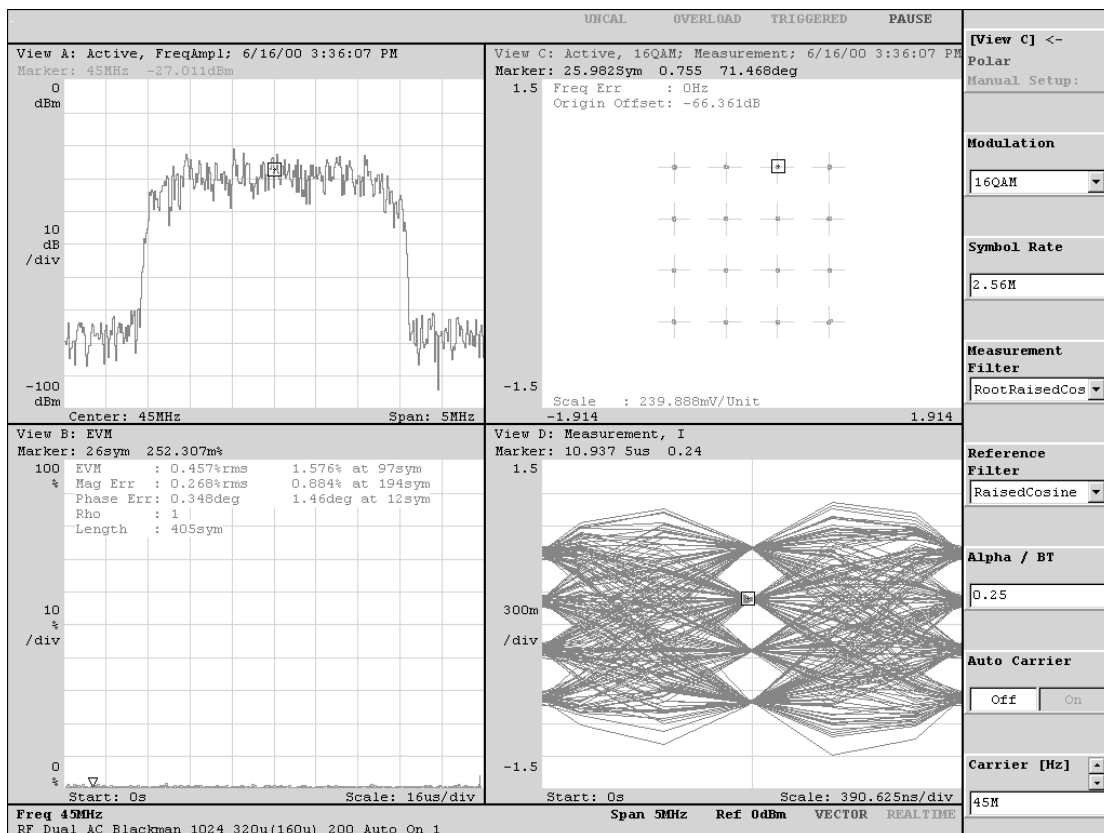 UNCAL OVERLOAD TRIGGERED PAUSE
View A: Active, FreqAmpl; 6/16/00 3:36:07 PM
Marker: 45MHz -27.011dBm
0
dBm
10
dB
/div
-100
dBm
Center: 45MHz Span: 5MHz
View C: Active, 16QAM; Measurement; 6/16/00 3:36:07 PM
Marker: 25.982Sym 0.755 71.468deg
1.5
Freq Err : 0Hz
Origin Offset: -66.361dB
-1.5
Scale : 239.888mV/Unit
-1.914 1.914
View B: EVM
Marker: 26sym 252.307m%
100
%
EVM : 0.457%rms 1.576% at 97sym
Mag Err : 0.268%rms 0.884% at 194sym
Phase Err: 0.348deg 1.46deg at 12sym
Rho : 1
Length : 405sym
10
%
/div
0
%
Start: 0s Scale: 16us/div
View D: Measurement, I
Marker: 10.937 5us 0.24
1.5
300m
/div
-1.5
Start: 0s Scale: 390.625ns/div
Freq 45MHz Span 5MHz Ref 0dBm VECTOR REALTIME
RF Dual AC Blackman 1024 320u(160u) 200 Auto On 1
[View C] <-
Polar
Manual Setup:
Modulation
16QAM
Symbol Rate
2.56M
Measurement
Filter
RootRaisedCos
Reference
Filter
RaisedCosine
Alpha / BT
0.25
Auto Carrier
Off On
Carrier [Hz]
45M